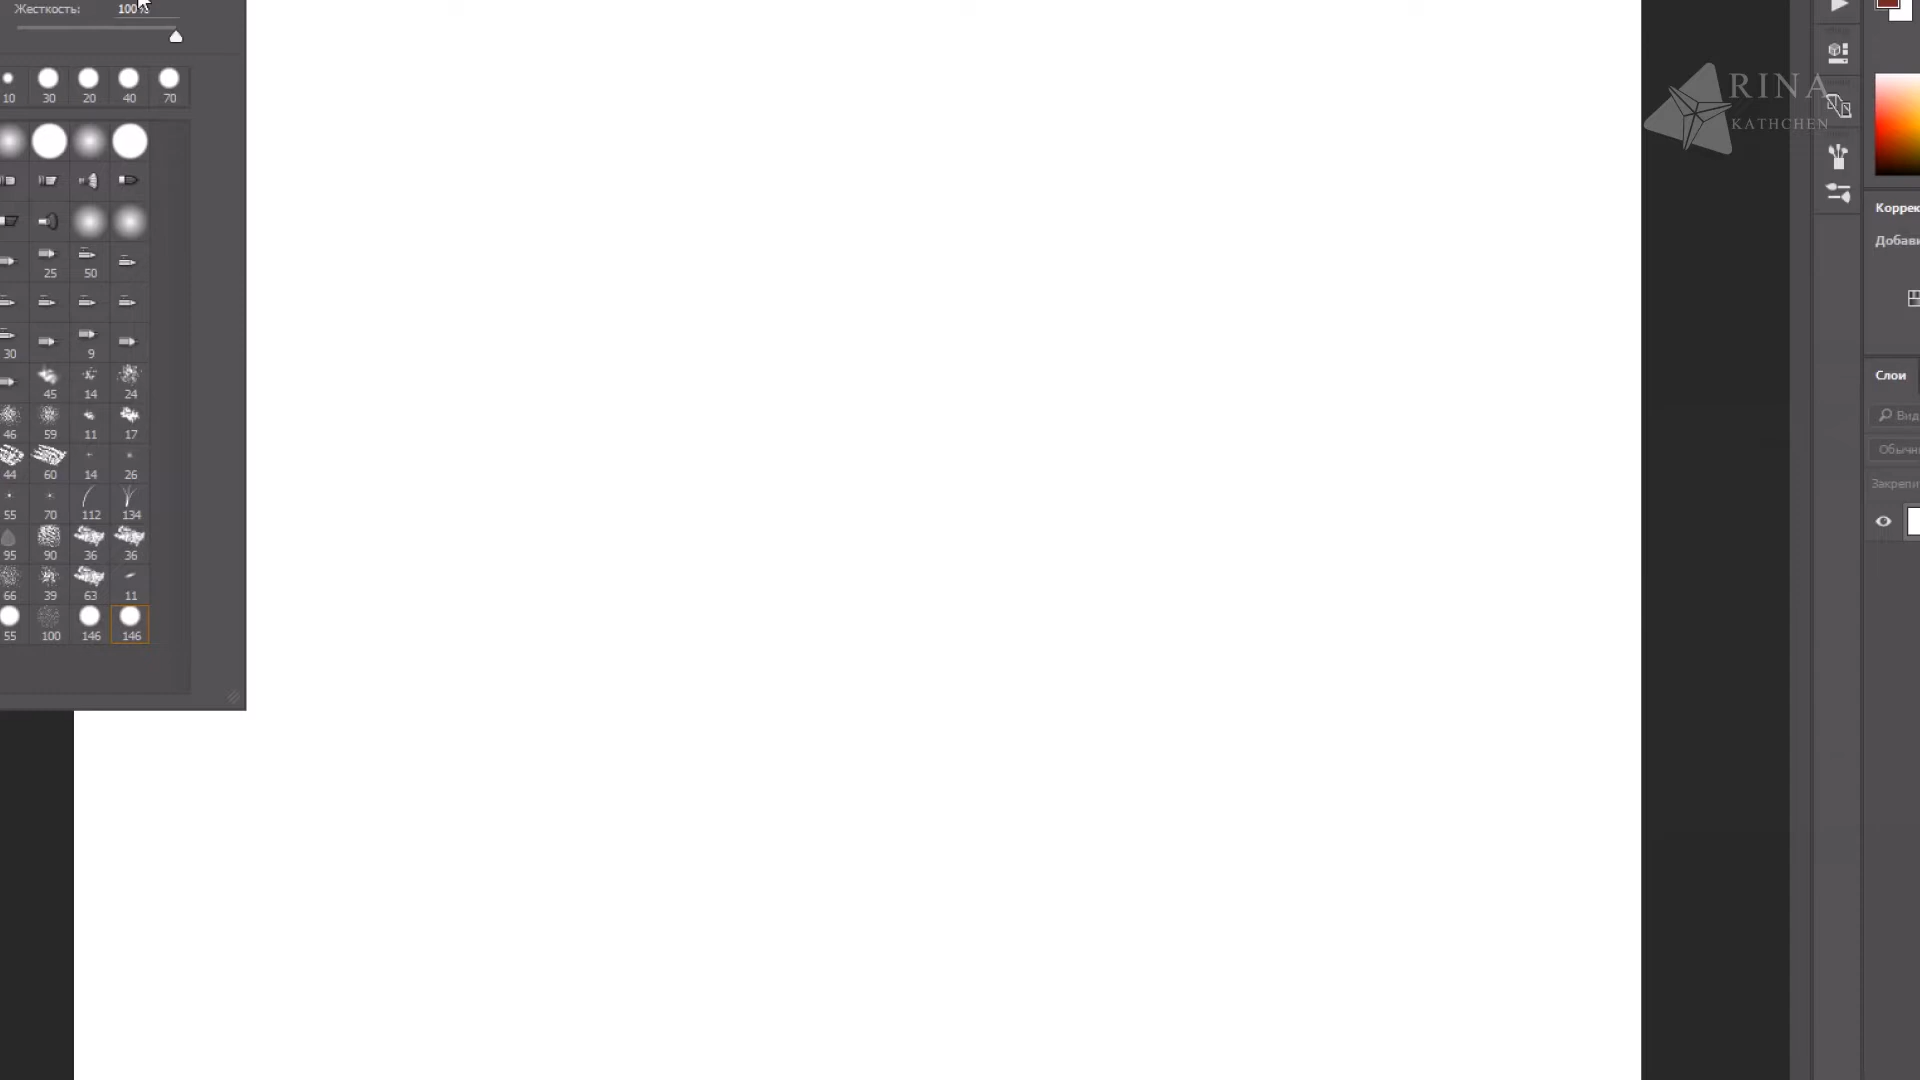 Жесткость: 100%
10 30 20 40 70
25 50
30 9
45 14 24
46 59 11 17
44 60 14 26
55 70 112 134
95 90 36 36
66 39 63 11
55 100 146 146
RINA
KATHCHEN
Коррек
Добави
Слои
Вид
Обычн
Закрепи